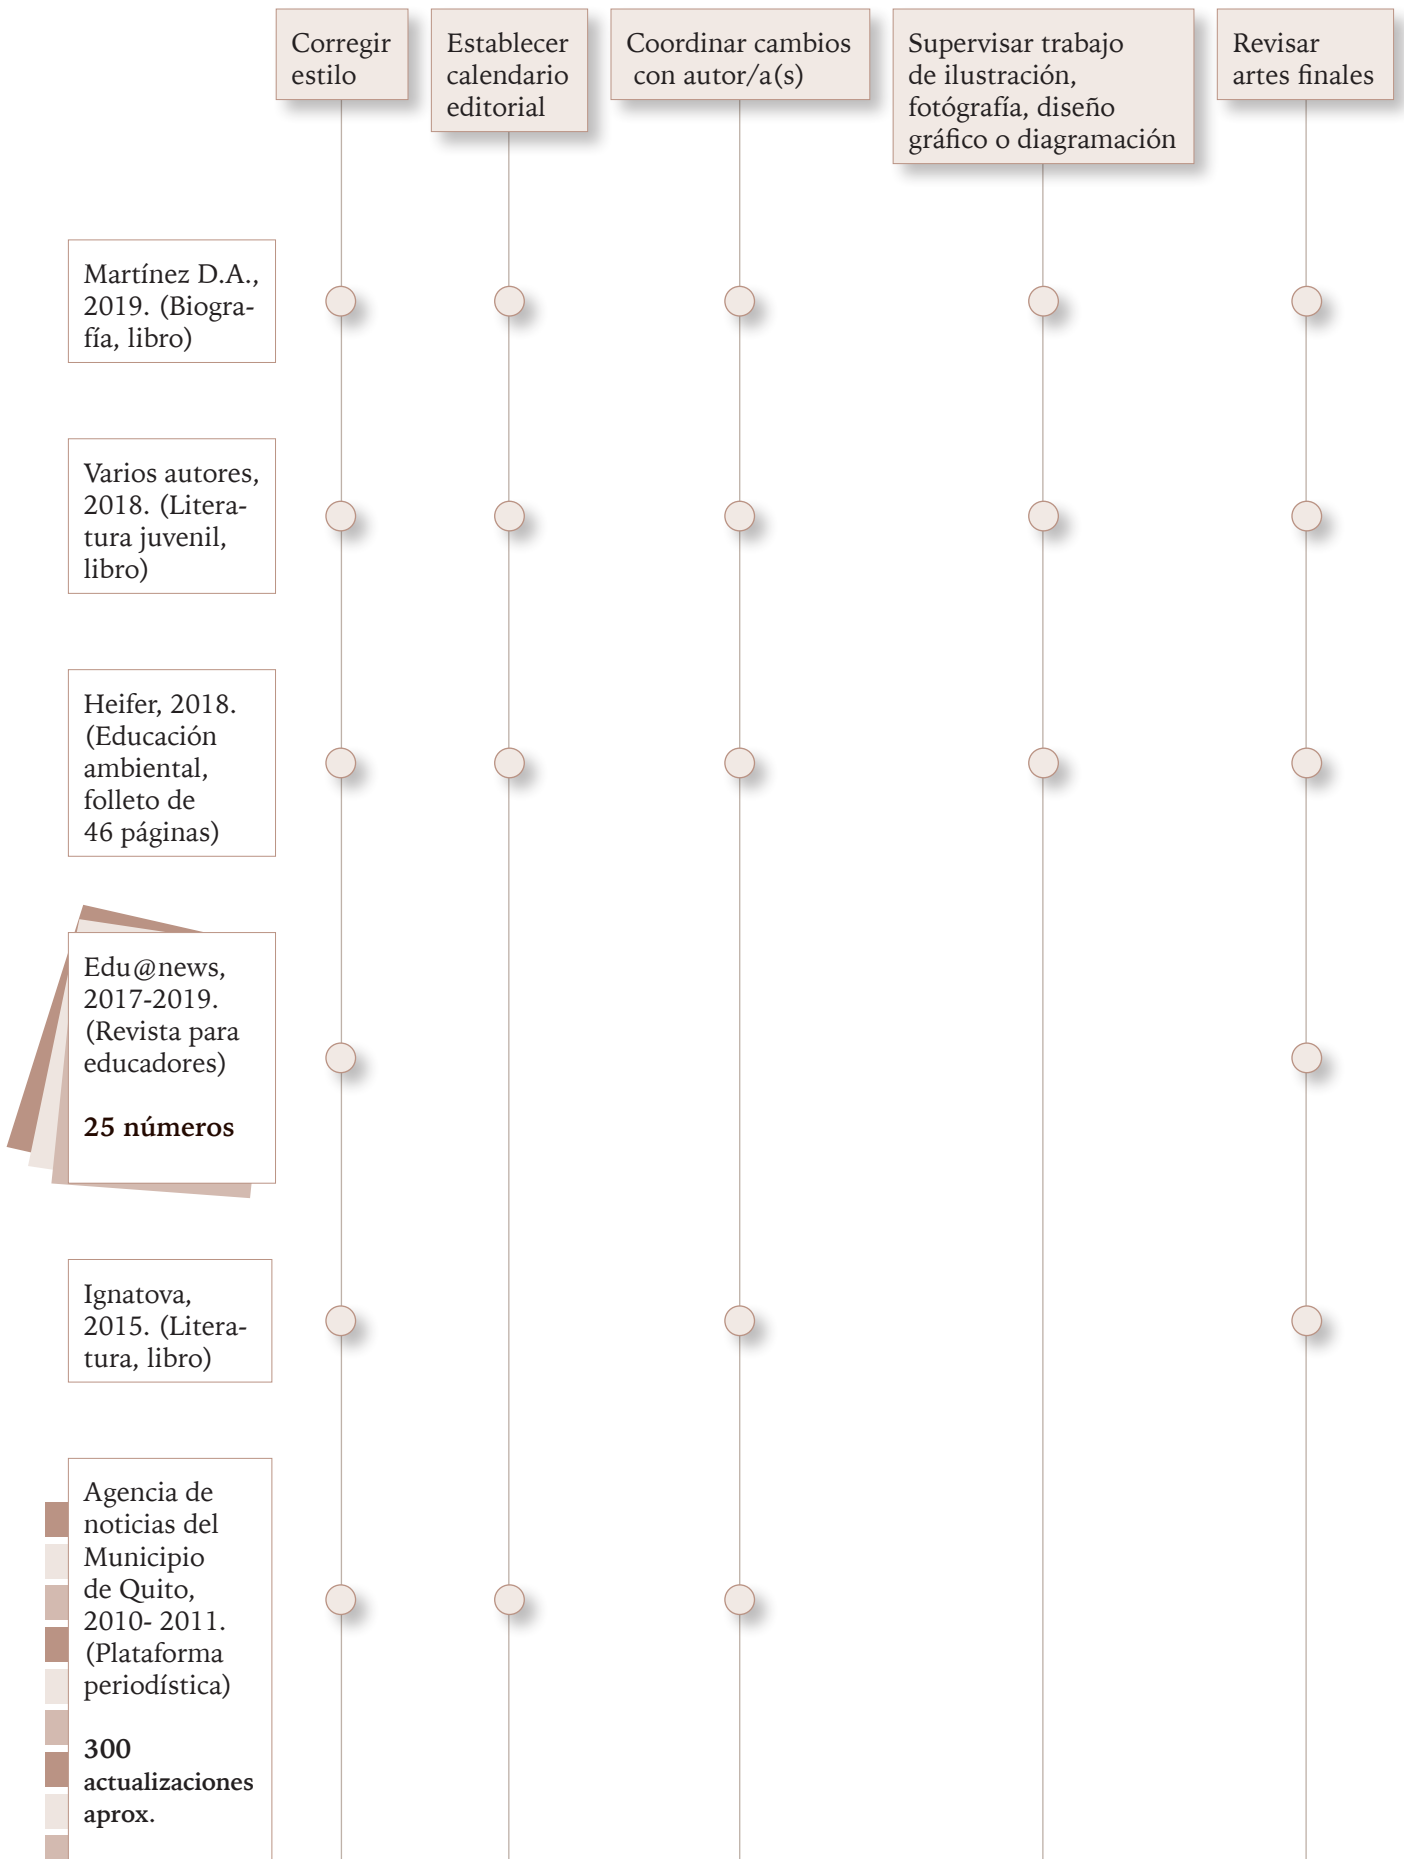 Corregir
estilo
Establecer
calendario
editorial
Coordinar cambios
con autor/a(s)
Supervisar trabajo
de ilustración,
fotógrafía, diseño
gráfico o diagramación
Revisar
artes finales
Martínez D.A.,
2019. (Biogra-
fía, libro)
Varios autores,
2018. (Litera-
tura juvenil,
libro)
Heifer, 2018.
(Educación
ambiental,
folleto de
46 páginas)
Edu@news,
2017-2019.
(Revista para
educadores)
25 números
Ignatova,
2015. (Litera-
tura, libro)
Agencia de
noticias del
Municipio
de Quito,
2010- 2011.
(Plataforma
periodística)
300
actualizaciones
aprox.